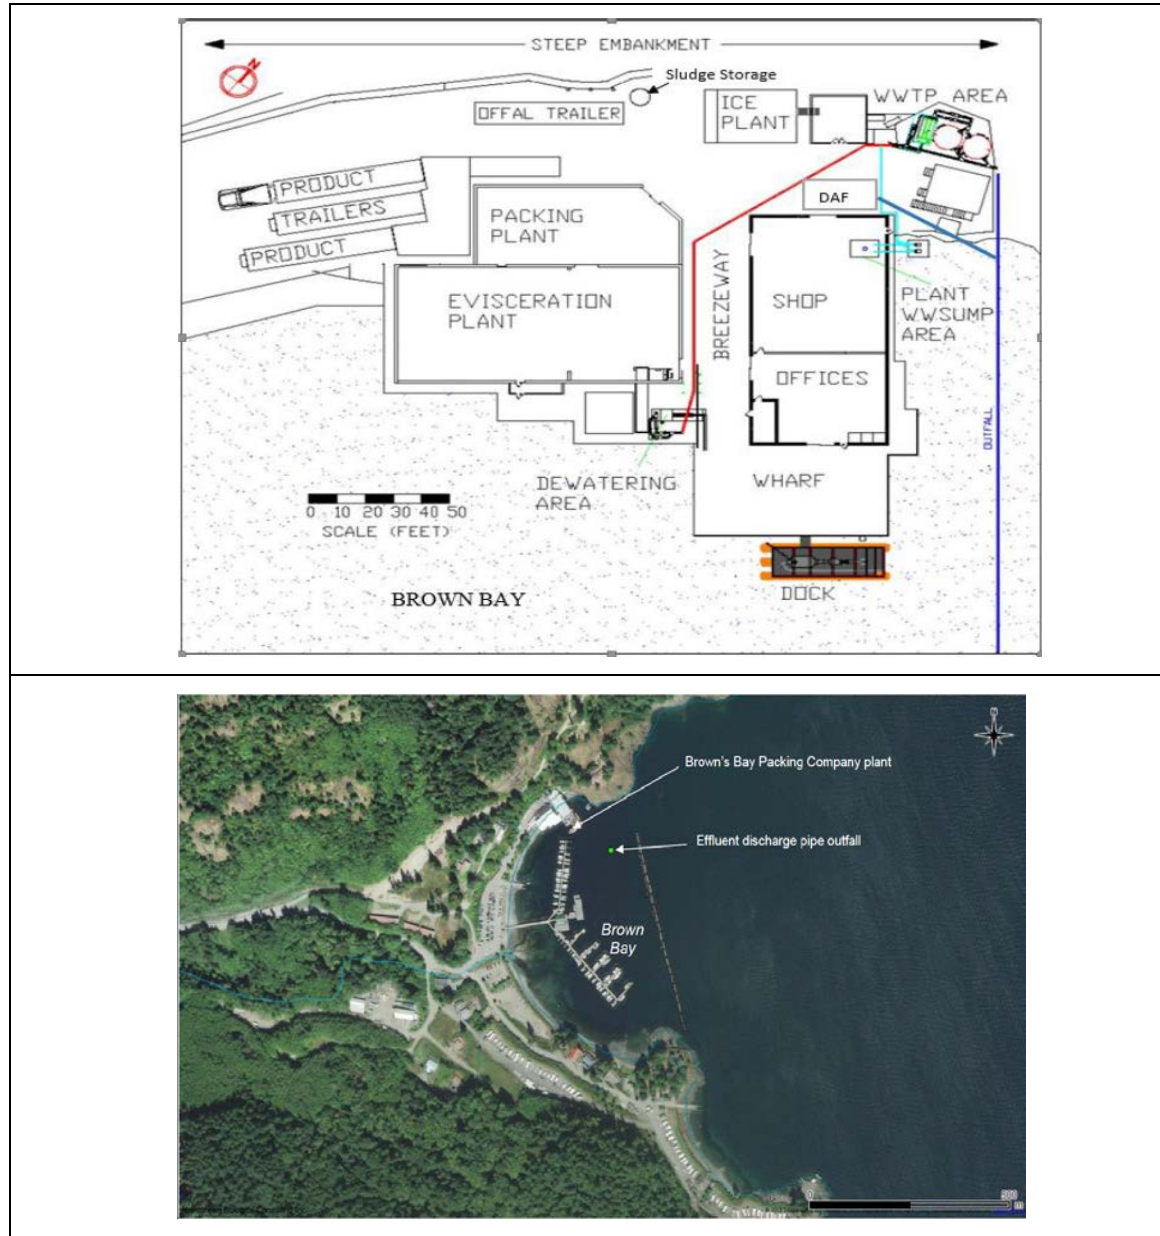 STEEP EMBANKMENT
N
Sludge Storage
OFFAL TRAILER
ICE
PLANT
WWTP AREA
PRODUCT
TRAILERS
PRODUCT
PACKING
PLANT
DAF
EVISCERATION
PLANT
BREEZEWAY
SHOP
PLANT
WWSUMP
AREA
OFFICES
OUTFALL
DEWATERING
AREA
WHARF
0 10 20 30 40 50
SCALE (FEET)
BROWN BAY
DOCK
N
Brown's Bay Packing Company plant
Effluent discharge pipe outfall
Brown
Bay
0 500
m